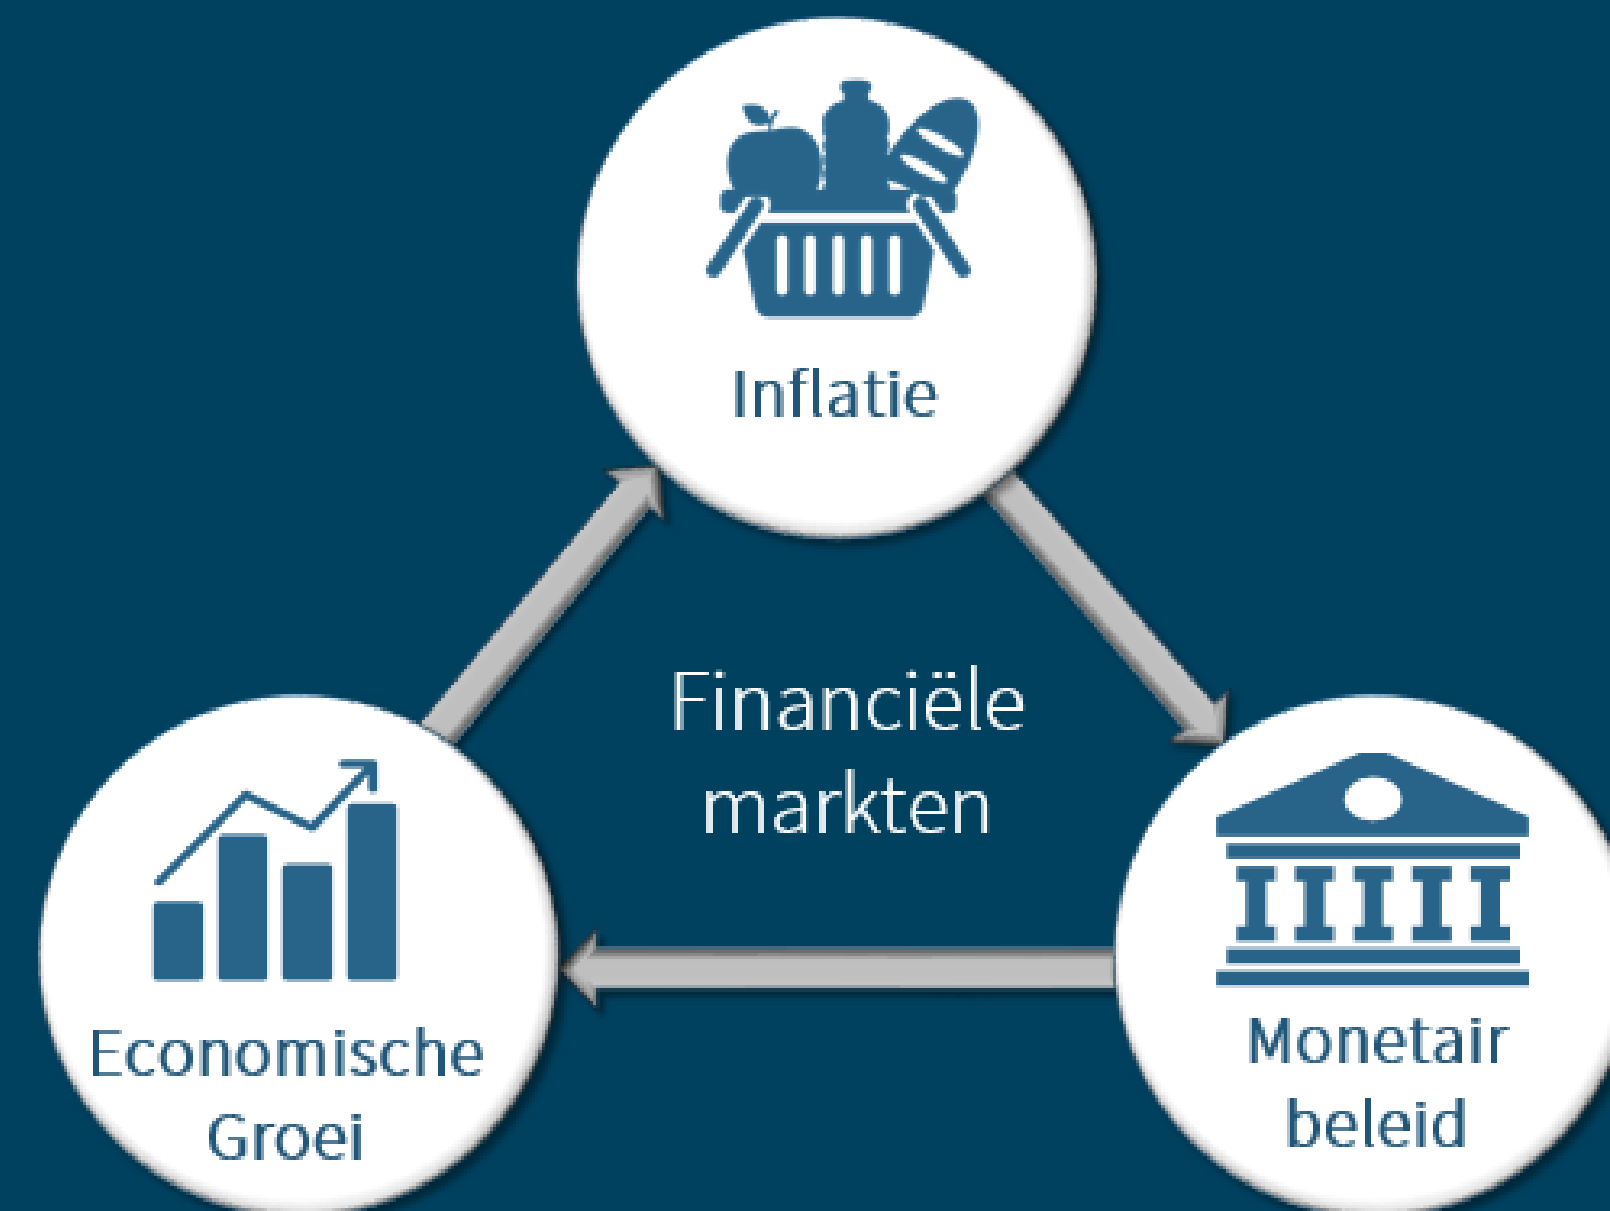 Inflatie
Financiële
markten
Economische
Groei
Monetair
beleid